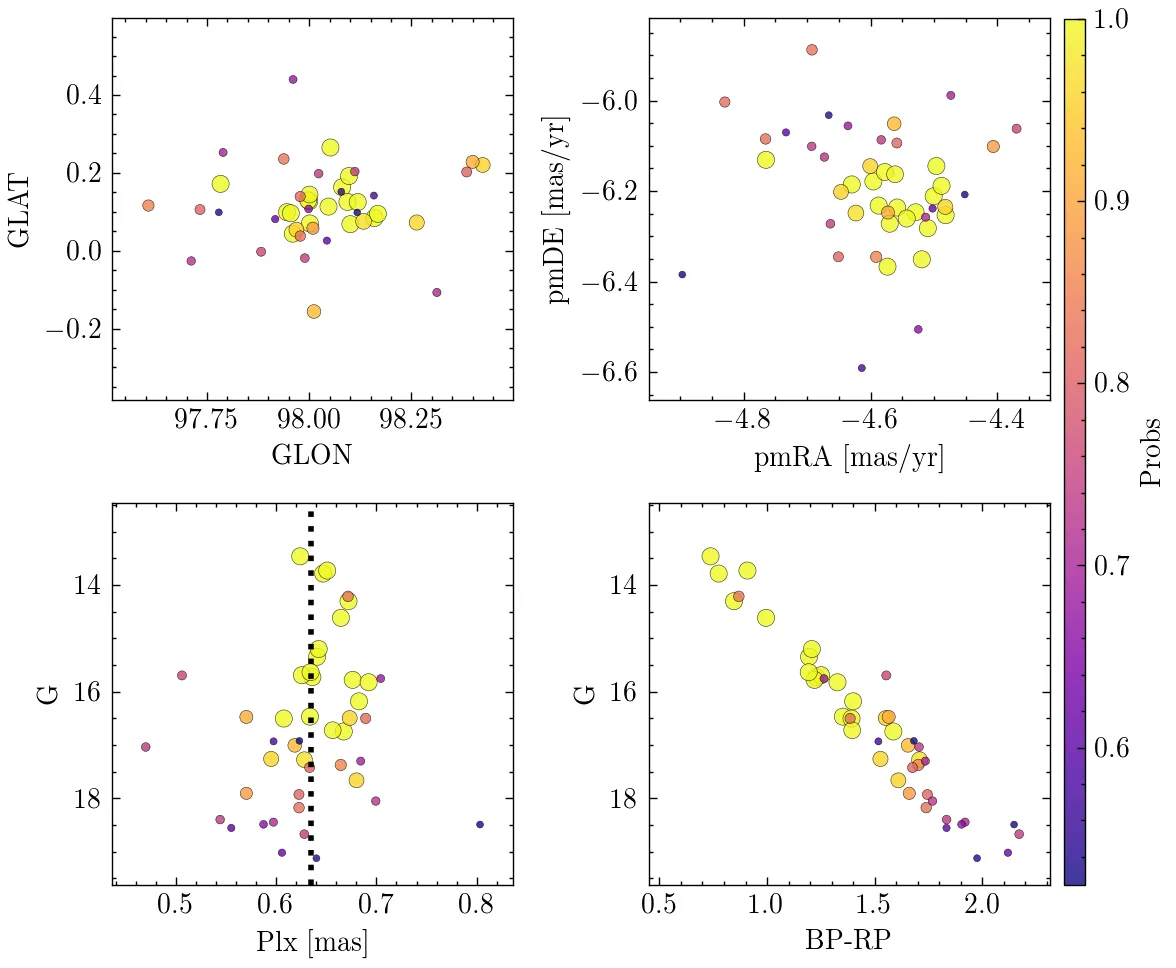 GLAT
0.4
0.2
0.0
−0.2
97.75 98.00 98.25
GLON
pmDE [mas/yr]
−6.0
−6.2
−6.4
−6.6
−4.8 −4.6 −4.4
pmRA [mas/yr]
G
14
16
18
0.5 0.6 0.7 0.8
Plx [mas]
G
14
16
18
0.5 1.0 1.5 2.0
BP-RP
1.0
0.9
0.8
0.7
0.6
Probs